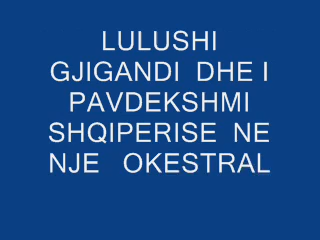 LULUSHI
GJIGANDI DHE I
PAVDEKSHMI
SHQIPERISE NE
NJE OKESTRAL